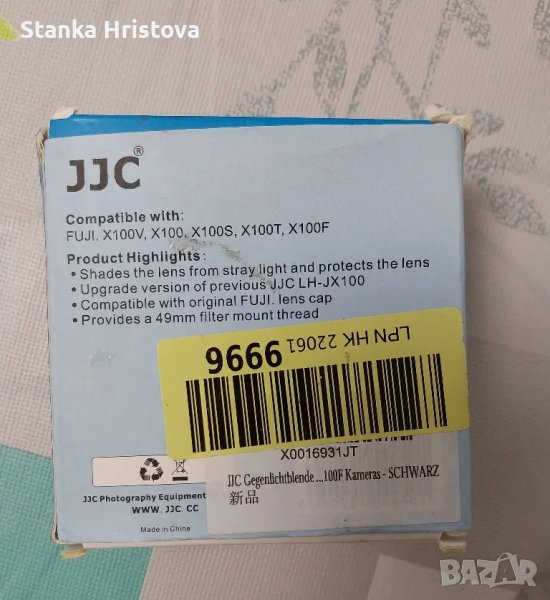 Stanka Hristova
JJC®
Compatible with:
FUJI. X100V, X100, X100S, X100T, X100F
Product Highlights:
• Shades the lens from stray light and protects the lens
• Upgrade version of previous JJC LH-JX100
• Compatible with original FUJI. lens cap
• Provides a 49mm filter mount thread
LPN HK 22061
9996
X0016931JT
JJC Gegenlichtblende ...100F Kameras - SCHWARZ
新品
JJC Photography Equipment
WWW. JJC. CC
Made in China
BAZAR